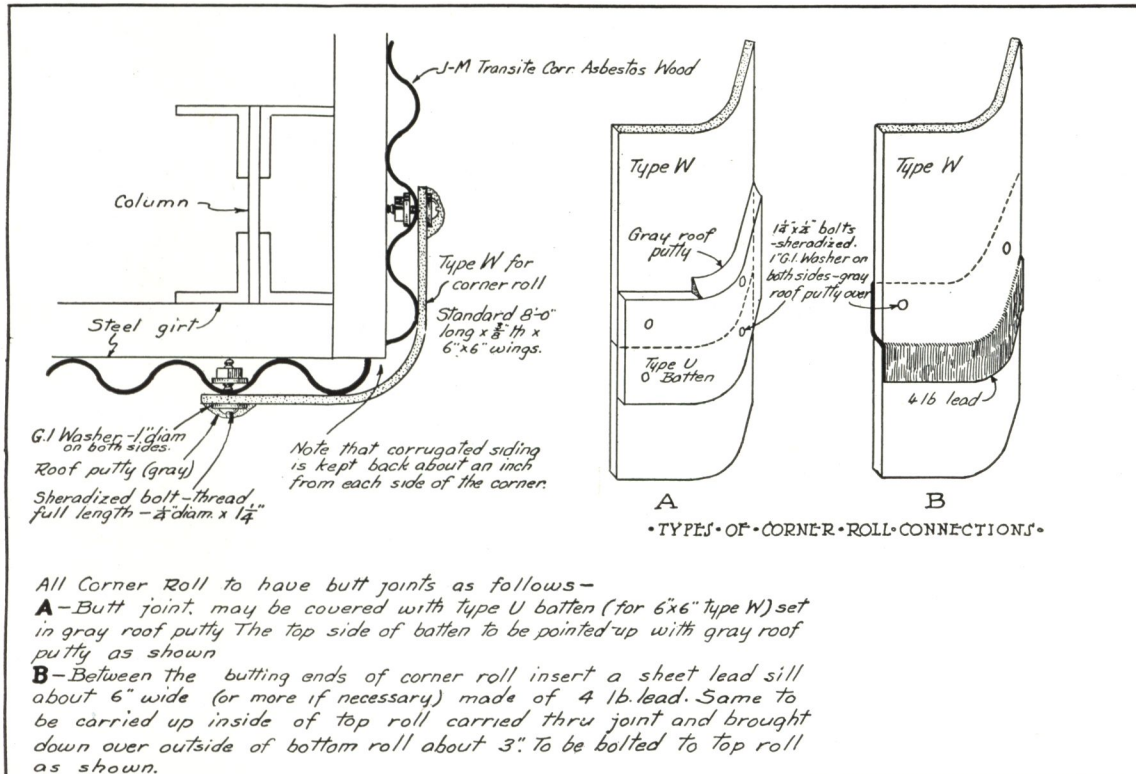 J-M Transite Corr. Asbestos Wood
Column
Steel girt
Type W for
corner roll
Standard 8'-0"
long x 3/8" th x
6"x6" wings.
G.I Washer - 1" diam
on both sides.
Roof putty (gray)
Sheradized bolt - thread
full length - 1/4" diam. x 1 1/4"
Note that corrugated siding
is kept back about an inch
from each side of the corner.
Type W
Gray roof
putty
Type U
Batten
A
1 1/4" x 1/4" bolts
-sheradized.
1" G.I. Washer on
both sides - gray
roof putty over
Type W
4 lb lead
B
•TYPES•OF•CORNER•ROLL•CONNECTIONS•
All Corner Roll to have butt joints as follows—
A—Butt joint. may be covered with Type U batten (for 6"x6" Type W) set
in gray roof putty The top side of batten to be pointed-up with gray roof
putty as shown
B—Between the butting ends of corner roll insert a sheet lead sill
about 6" wide (or more if necessary) made of 4 lb. lead. Same to
be carried up inside of top roll carried thru joint and brought
down over outside of bottom roll about 3". To be bolted to top roll
as shown.